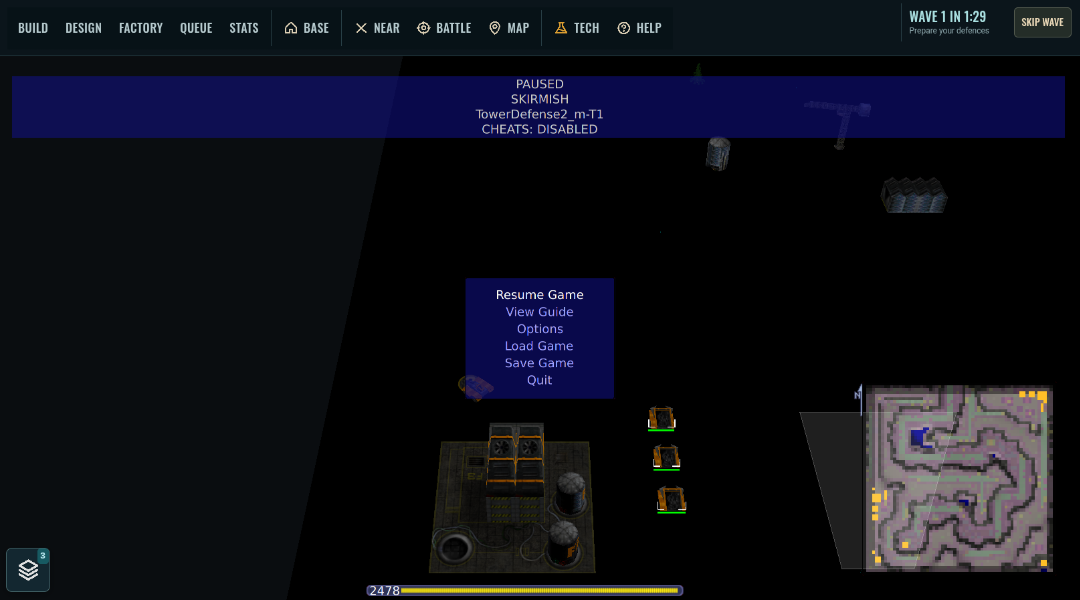 BUILD DESIGN FACTORY QUEUE STATS BASE NEAR BATTLE MAP TECH HELP
WAVE 1 IN 1:29
Prepare your defences
SKIP WAVE
PAUSED
SKIRMISH
TowerDefense2_m-T1
CHEATS: DISABLED
Resume Game
View Guide
Options
Load Game
Save Game
Quit
N
3
2478